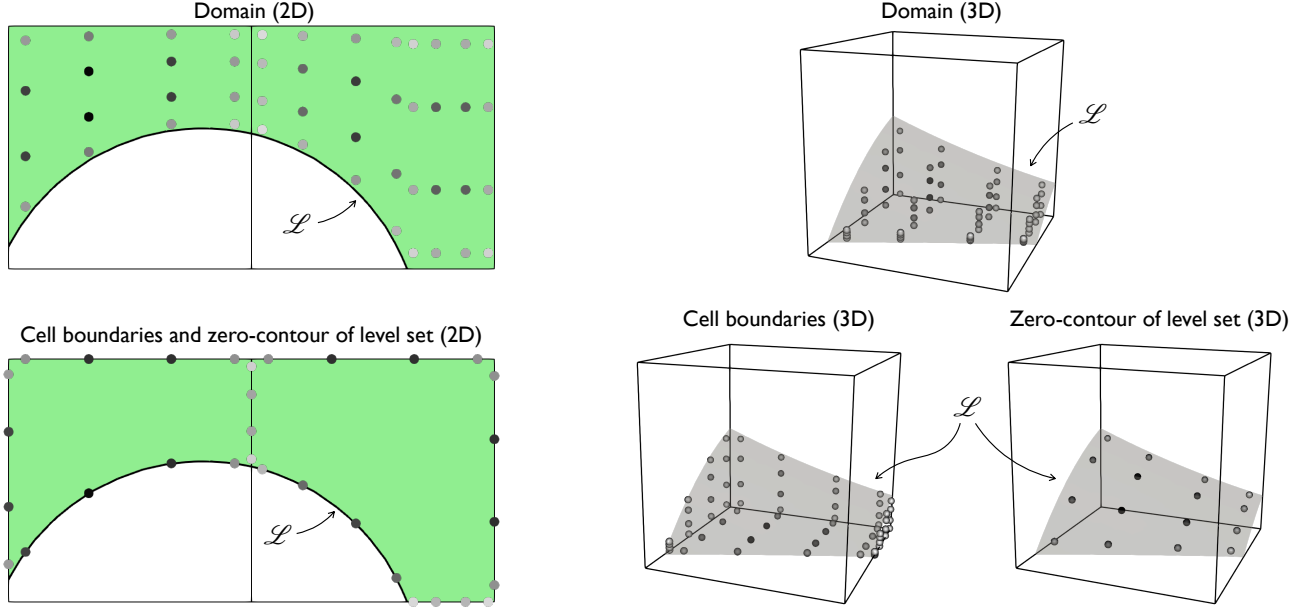 Domain (2D)
Domain (3D)
ℒ
ℒ
Cell boundaries and zero-contour of level set (2D)
Cell boundaries (3D)
Zero-contour of level set (3D)
ℒ
ℒ